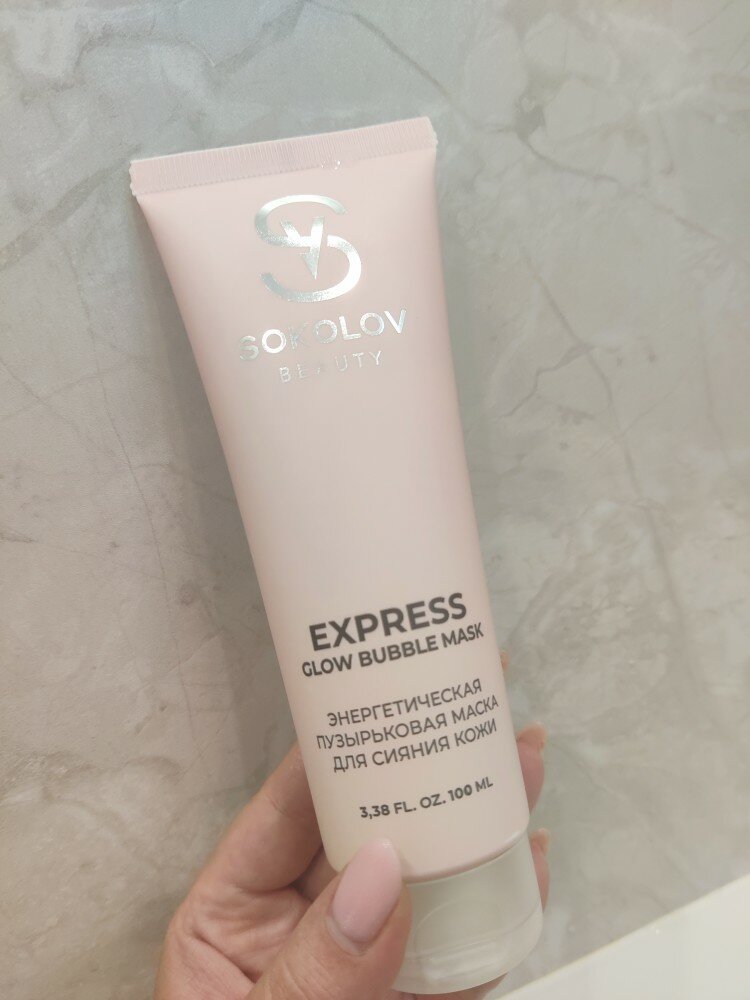 SOKOLOV
BEAUTY
EXPRESS
GLOW BUBBLE MASK
ЭНЕРГЕТИЧЕСКАЯ
ПУЗЫРЬКОВАЯ МАСКА
ДЛЯ СИЯНИЯ КОЖИ
3,38 FL. OZ. 100 ML